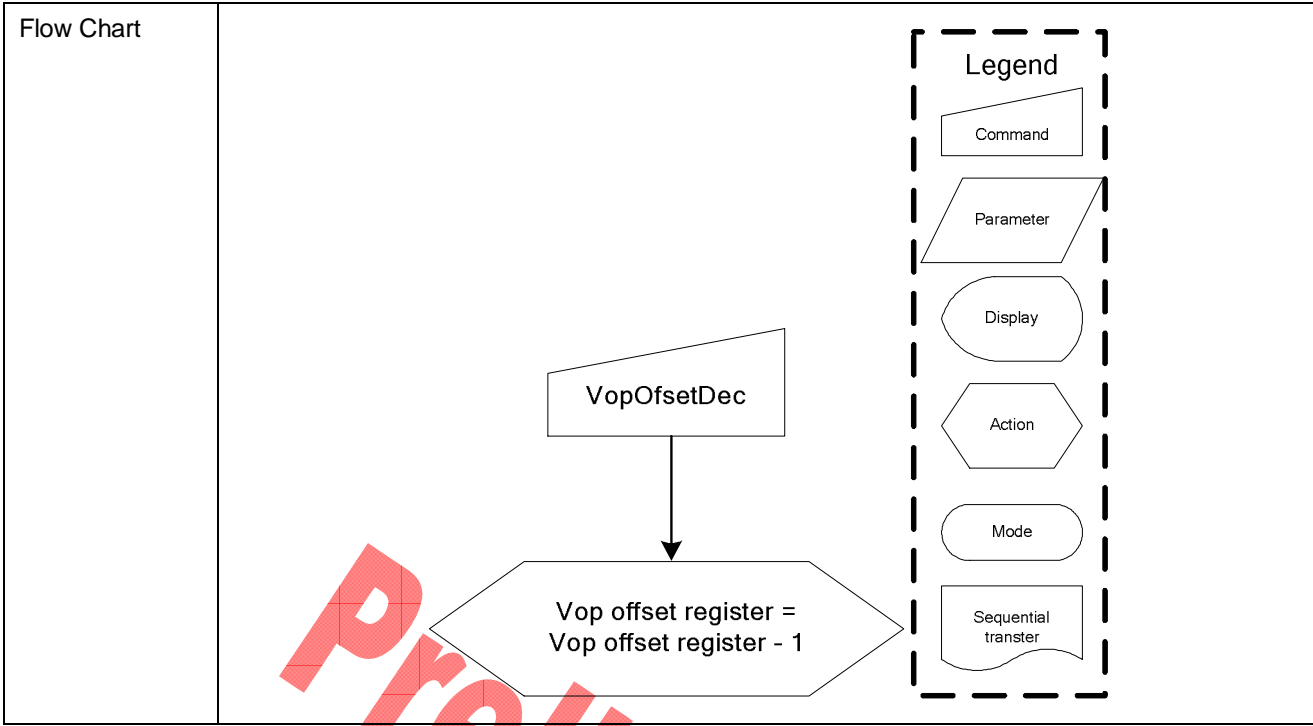 Flow Chart
Legend
Command
Parameter
Display
Action
Mode
Sequential
transter
VopOfsetDec
Vop offset register =
Vop offset register - 1